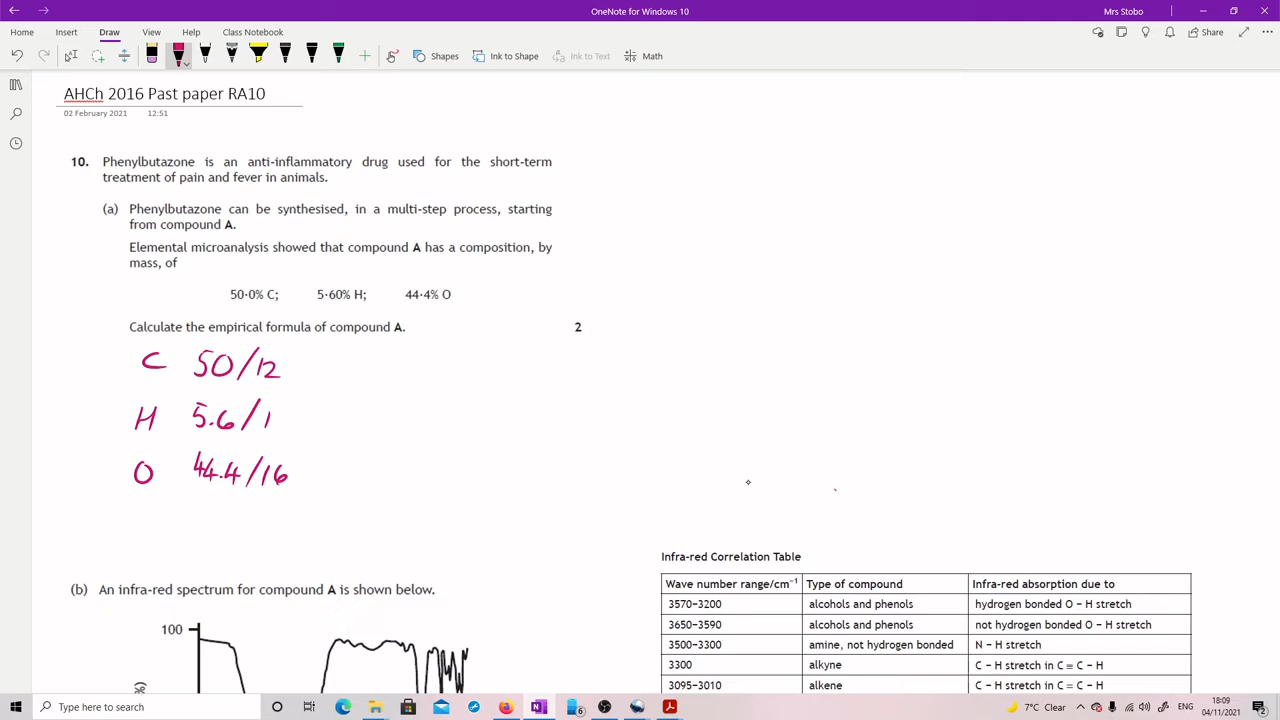 OneNote for Windows 10
Mrs Stobo
Home Insert Draw View Help Class Notebook
Share
Shapes Ink to Shape Ink to Text Math
AHCh 2016 Past paper RA10
02 February 2021 12:51
10. Phenylbutazone is an anti-inflammatory drug used for the short-term
treatment of pain and fever in animals.
(a) Phenylbutazone can be synthesised, in a multi-step process, starting
from compound A.
Elemental microanalysis showed that compound A has a composition, by
mass, of
50·0% C; 5·60% H; 44·4% O
Calculate the empirical formula of compound A. 2
C 50/12
H 5.6/1
O 44.4/16
(b) An infra-red spectrum for compound A is shown below.
100
Infra-red Correlation Table
Wave number range/cm⁻¹ Type of compound Infra-red absorption due to
3570–3200 alcohols and phenols hydrogen bonded O – H stretch
3650–3590 alcohols and phenols not hydrogen bonded O – H stretch
3500–3300 amine, not hydrogen bonded N – H stretch
3300 alkyne C – H stretch in C ≡ C – H
3095–3010 alkene C – H stretch in C = C – H
Type here to search
7°C Clear
ENG
18:09
04/11/2021